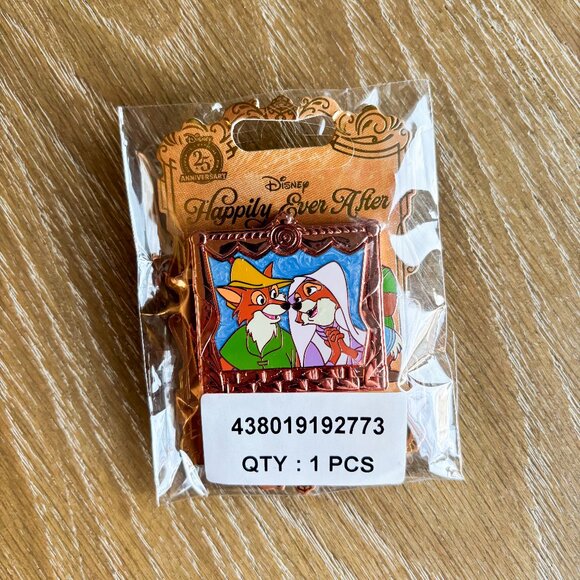 Disney
25
ANNIVERSARY
Disney
Happily Ever After
438019192773
QTY : 1 PCS